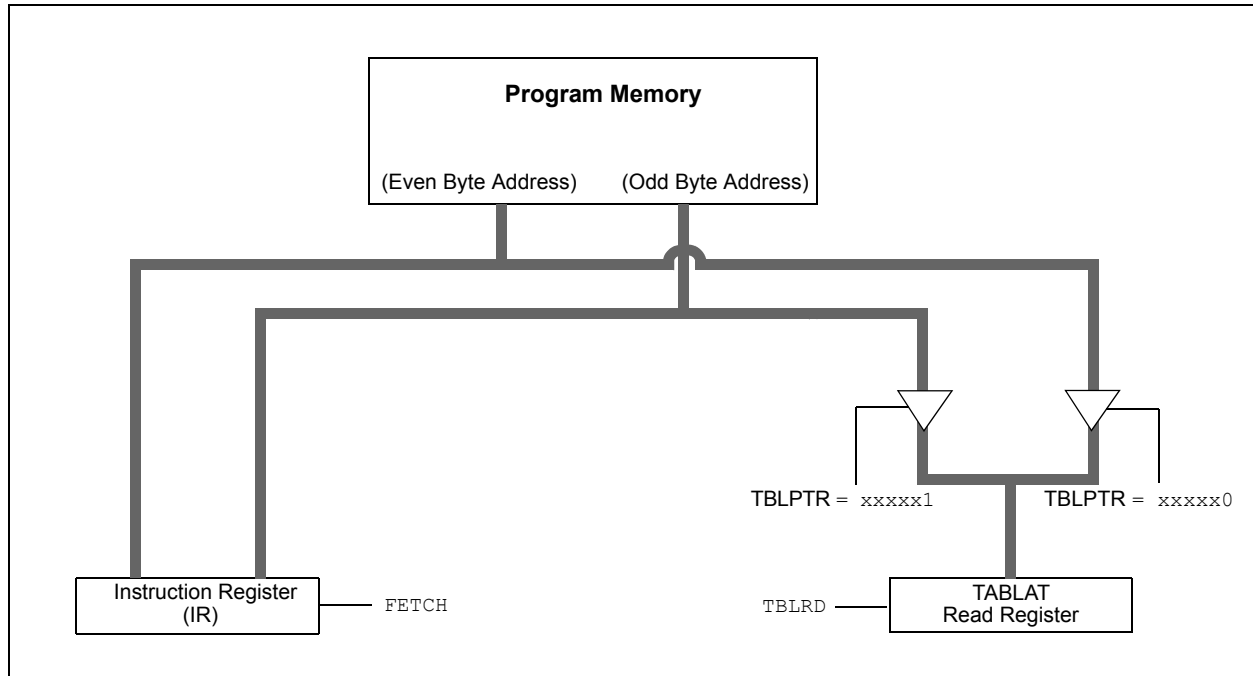 Program Memory
(Even Byte Address) (Odd Byte Address)
TBLPTR = xxxxx1
TBLPTR = xxxxx0
Instruction Register
(IR)
FETCH
TBLRD
TABLAT
Read Register